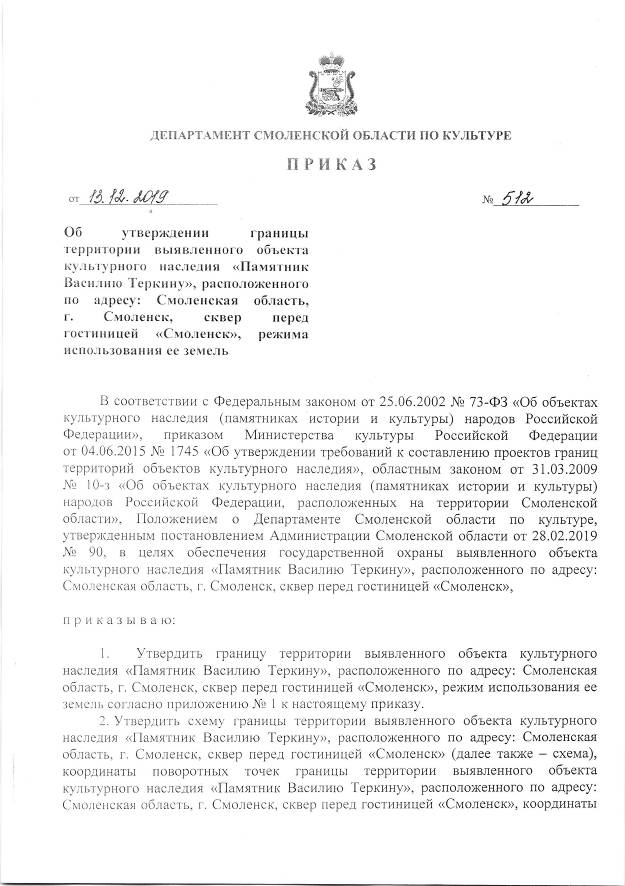 ДЕПАРТАМЕНТ СМОЛЕНСКОЙ ОБЛАСТИ ПО КУЛЬТУРЕ
П Р И К А З
от 13.12.2019
№ 512
Об утверждении границы
территории выявленного объекта
культурного наследия «Памятник
Василию Теркину», расположенного
по адресу: Смоленская область,
г. Смоленск, сквер перед
гостиницей «Смоленск», режима
использования ее земель
В соответствии с Федеральным законом от 25.06.2002 № 73-ФЗ «Об объектах
культурного наследия (памятниках истории и культуры) народов Российской
Федерации», приказом Министерства культуры Российской Федерации
от 04.06.2015 № 1745 «Об утверждении требований к составлению проектов границ
территорий объектов культурного наследия», областным законом от 31.03.2009
№ 10-з «Об объектах культурного наследия (памятниках истории и культуры)
народов Российской Федерации, расположенных на территории Смоленской
области», Положением о Департаменте Смоленской области по культуре,
утвержденным постановлением Администрации Смоленской области от 28.02.2019
№ 90, в целях обеспечения государственной охраны выявленного объекта
культурного наследия «Памятник Василию Теркину», расположенного по адресу:
Смоленская область, г. Смоленск, сквер перед гостиницей «Смоленск»,
п р и к а з ы в а ю:
1. Утвердить границу территории выявленного объекта культурного
наследия «Памятник Василию Теркину», расположенного по адресу: Смоленская
область, г. Смоленск, сквер перед гостиницей «Смоленск», режим использования ее
земель согласно приложению № 1 к настоящему приказу.
2. Утвердить схему границы территории выявленного объекта культурного
наследия «Памятник Василию Теркину», расположенного по адресу: Смоленская
область, г. Смоленск, сквер перед гостиницей «Смоленск» (далее также – схема),
координаты поворотных точек границы территории выявленного объекта
культурного наследия «Памятник Василию Теркину», расположенного по адресу:
Смоленская область, г. Смоленск, сквер перед гостиницей «Смоленск», координаты